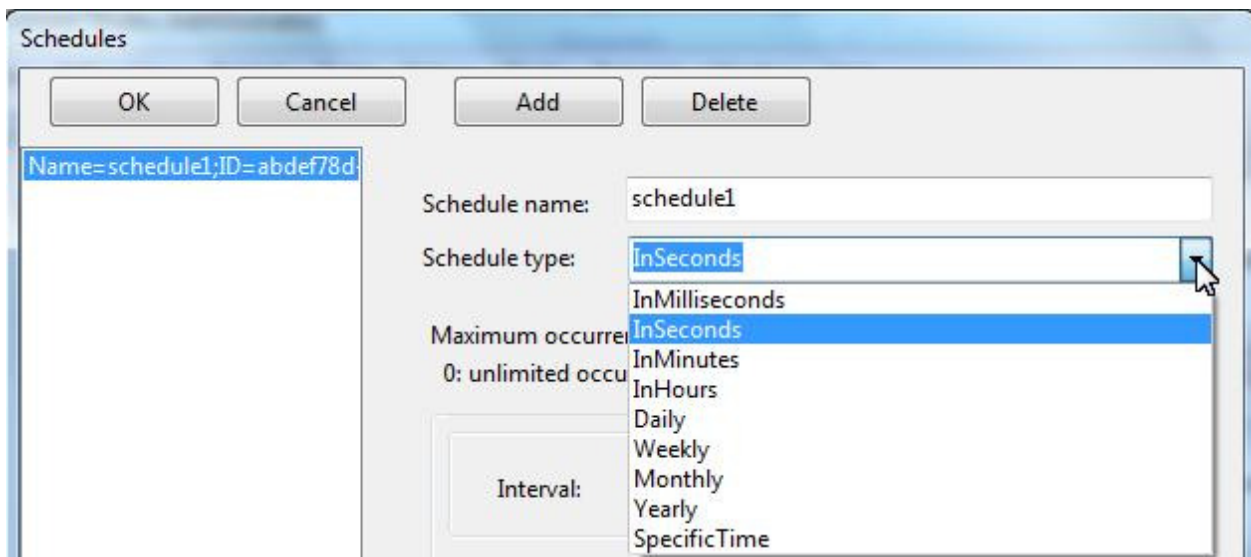 Schedules
OK Cancel Add Delete
Name=schedule1;ID=abdef78d-
Schedule name: schedule1
Schedule type: InSeconds
InMilliseconds
Maximum occurre InSeconds
InMinutes
0: unlimited occu
InHours
Daily
Weekly
Monthly
Interval:
Yearly
SpecificTime